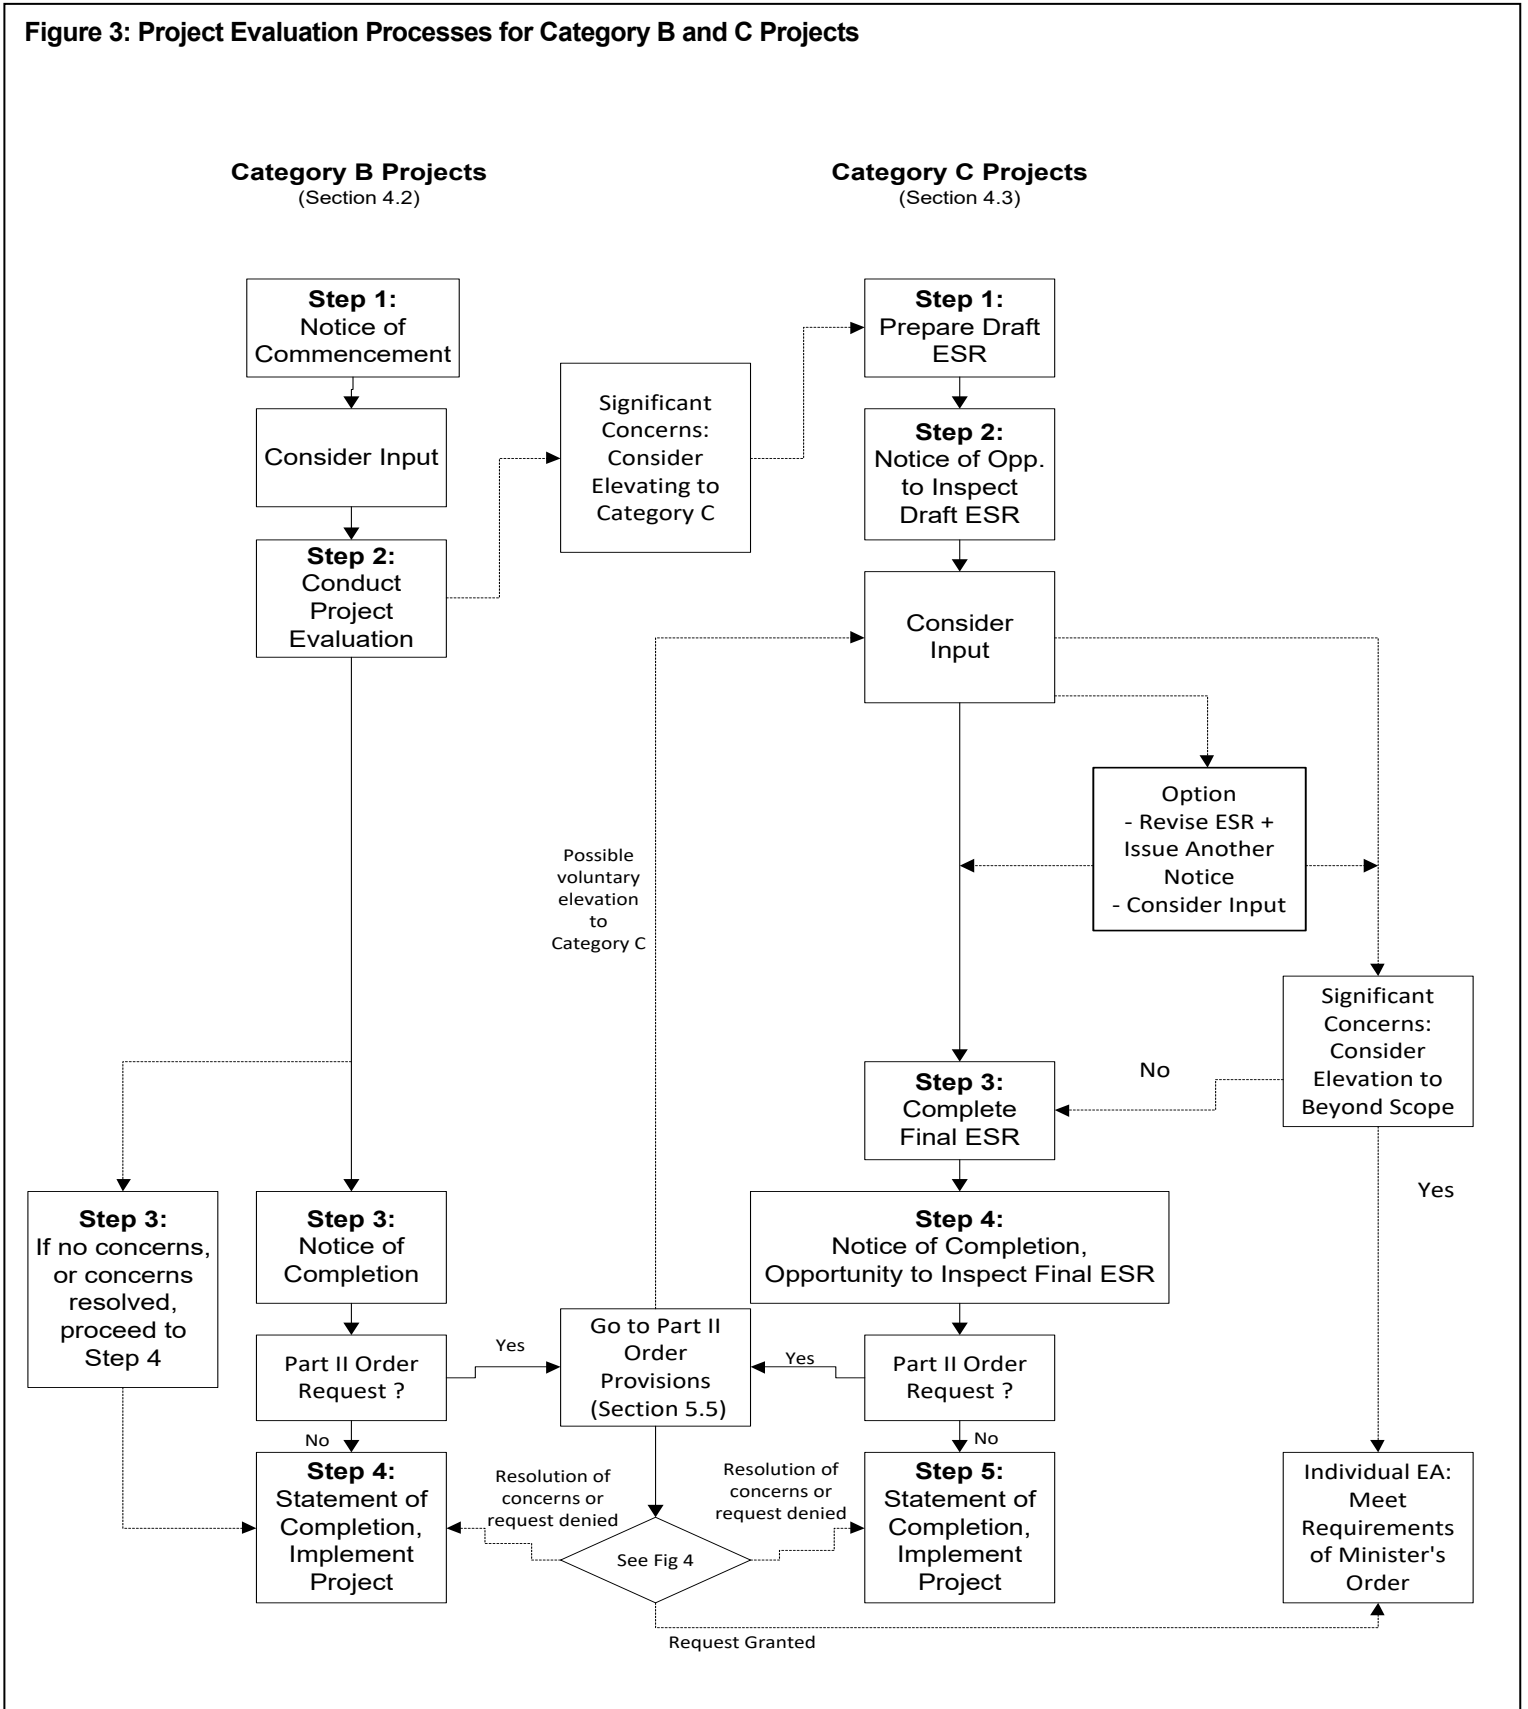 Figure 3: Project Evaluation Processes for Category B and C Projects
Category B Projects
(Section 4.2)
Category C Projects
(Section 4.3)
Step 1:
Notice of
Commencement
Consider Input
Step 2:
Conduct
Project
Evaluation
Significant
Concerns:
Consider
Elevating to
Category C
Step 1:
Prepare Draft
ESR
Step 2:
Notice of Opp.
to Inspect
Draft ESR
Consider
Input
Option
- Revise ESR +
Issue Another
Notice
- Consider Input
Possible
voluntary
elevation
to
Category C
Significant
Concerns:
Consider
Elevation to
Beyond Scope
No
Yes
Step 3:
Complete
Final ESR
Step 3:
If no concerns,
or concerns
resolved,
proceed to
Step 4
Step 3:
Notice of
Completion
Step 4:
Notice of Completion,
Opportunity to Inspect Final ESR
Part II Order
Request ?
Yes
Go to Part II
Order
Provisions
(Section 5.5)
Yes
Part II Order
Request ?
No
No
Step 4:
Statement of
Completion,
Implement
Project
Resolution of
concerns or
request denied
See Fig 4
Resolution of
concerns or
request denied
Step 5:
Statement of
Completion,
Implement
Project
Individual EA:
Meet
Requirements
of Minister's
Order
Request Granted